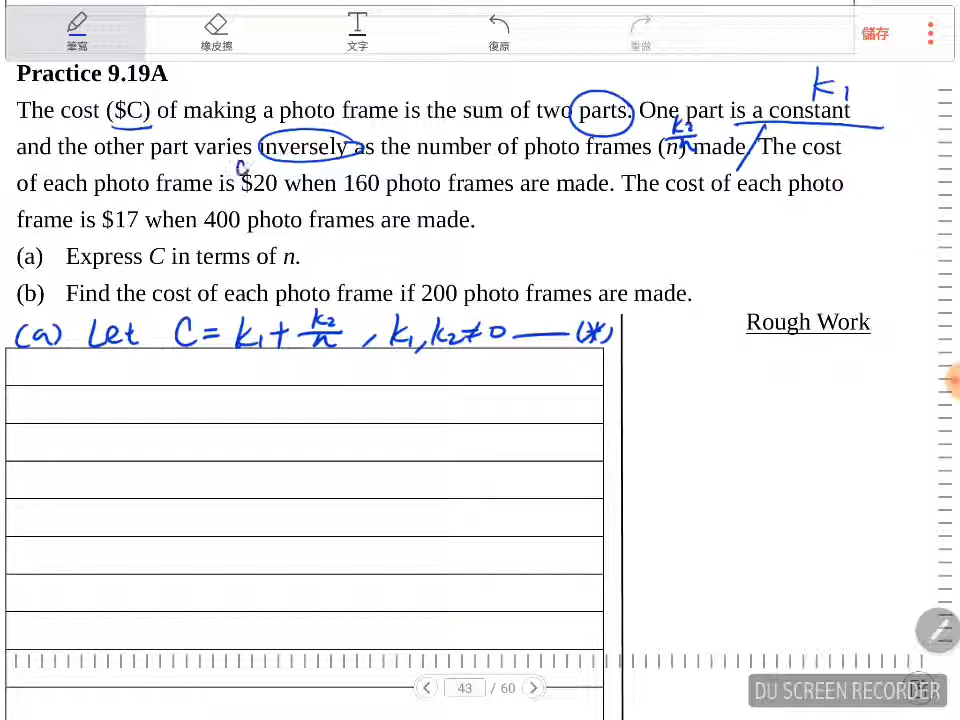 筆寫 橡皮擦 文字 復原 重做 儲存
Practice 9.19A
k₁
The cost ($C) of making a photo frame is the sum of two parts. One part is a constant
k₂/n
and the other part varies inversely as the number of photo frames (n) made. The cost
C
of each photo frame is $20 when 160 photo frames are made. The cost of each photo
frame is $17 when 400 photo frames are made.
(a) Express C in terms of n.
(b) Find the cost of each photo frame if 200 photo frames are made.
(a) Let C = k₁ + k₂/n , k₁, k₂ ≠ 0 — (*)
Rough Work
43 / 60
DU SCREEN RECORDER